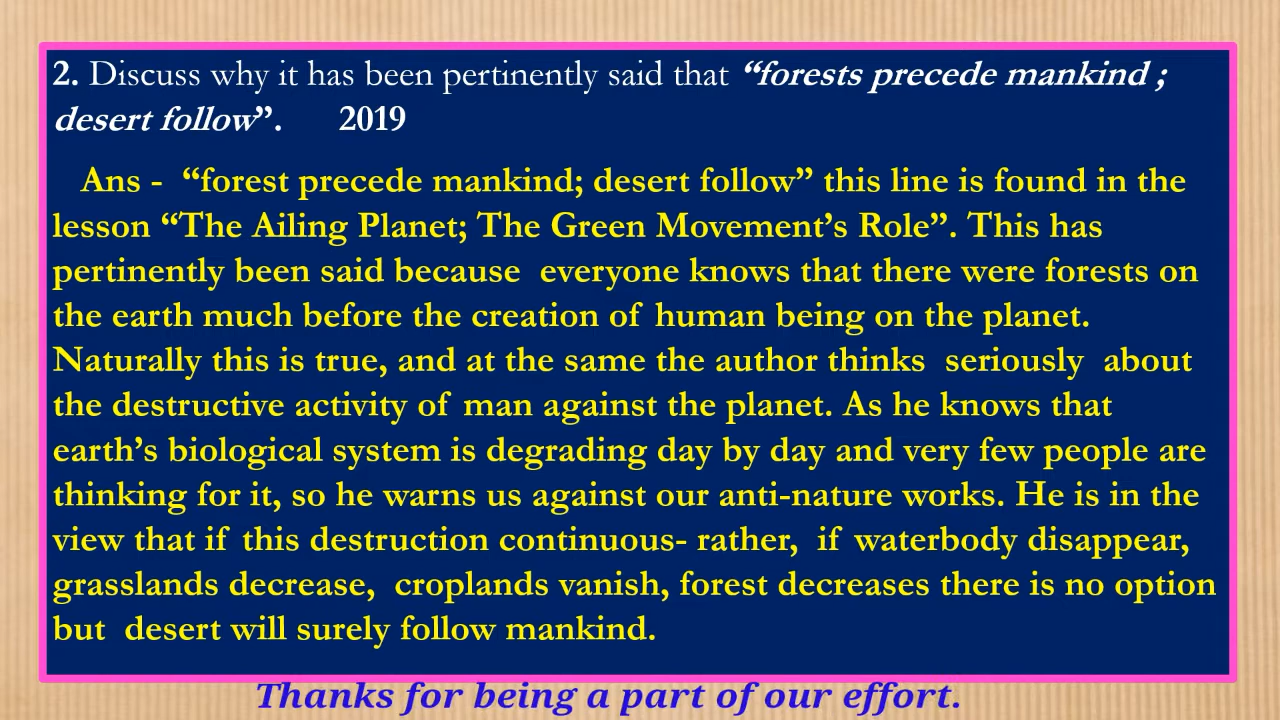 2. Discuss why it has been pertinently said that “forests precede mankind ;
desert follow”. 2019
Ans - “forest precede mankind; desert follow” this line is found in the
lesson “The Ailing Planet; The Green Movement’s Role”. This has
pertinently been said because everyone knows that there were forests on
the earth much before the creation of human being on the planet.
Naturally this is true, and at the same the author thinks seriously about
the destructive activity of man against the planet. As he knows that
earth’s biological system is degrading day by day and very few people are
thinking for it, so he warns us against our anti-nature works. He is in the
view that if this destruction continuous- rather, if waterbody disappear,
grasslands decrease, croplands vanish, forest decreases there is no option
but desert will surely follow mankind.
Thanks for being a part of our effort.